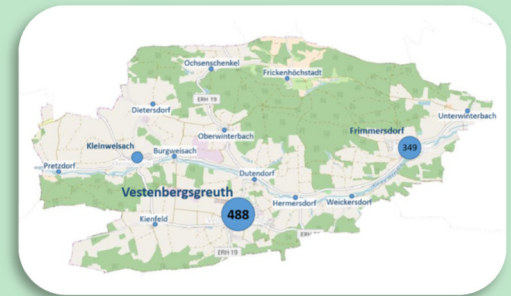 Ochsenschenkel
Frickenhöchstadt
ERH 19
Dietersdorf
Unterwinterbach
Oberwinterbach
Frimmersdorf
349
Kleinweisach
Burgweisach
Pretzdorf
Dutendorf
Vestenbergsgreuth
Hermersdorf
Weickersdorf
488
Kienfeld
ERH
ERH 19